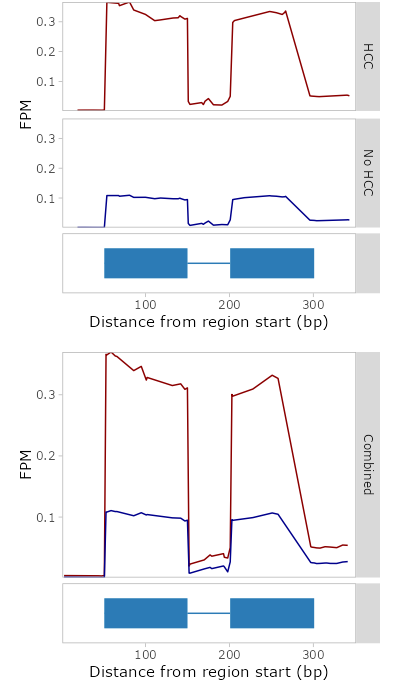 0.3
0.2
0.1
HCC
FPM
0.3
0.2
0.1
No HCC
100 200 300
Distance from region start (bp)
0.3
0.2
0.1
FPM
Combined
100 200 300
Distance from region start (bp)